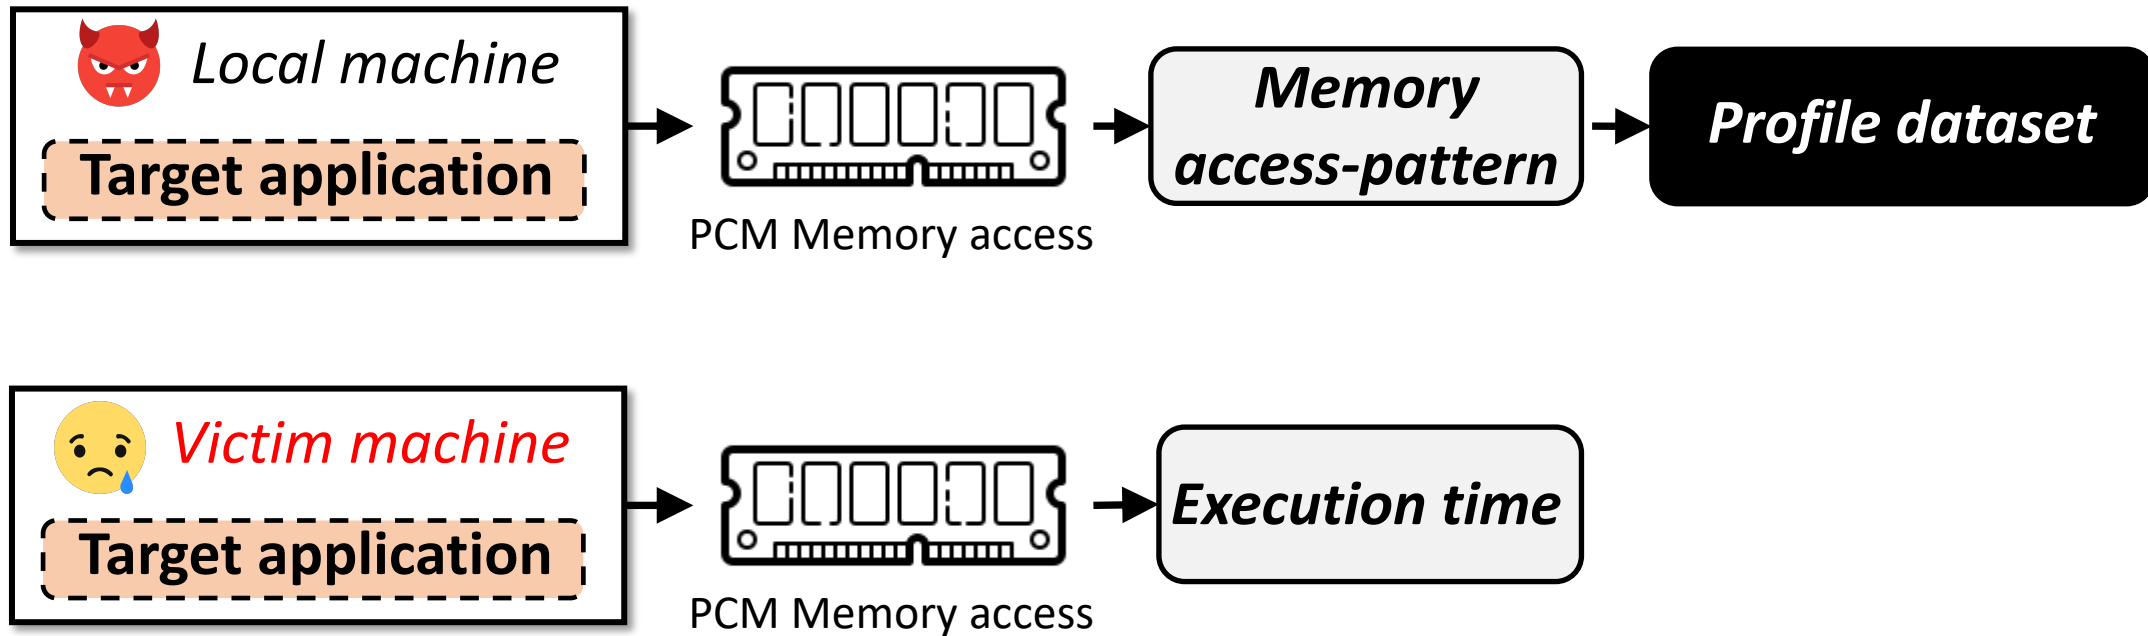 Local machine
Target application
PCM Memory access
Memory
access-pattern
Profile dataset
Victim machine
Target application
PCM Memory access
Execution time